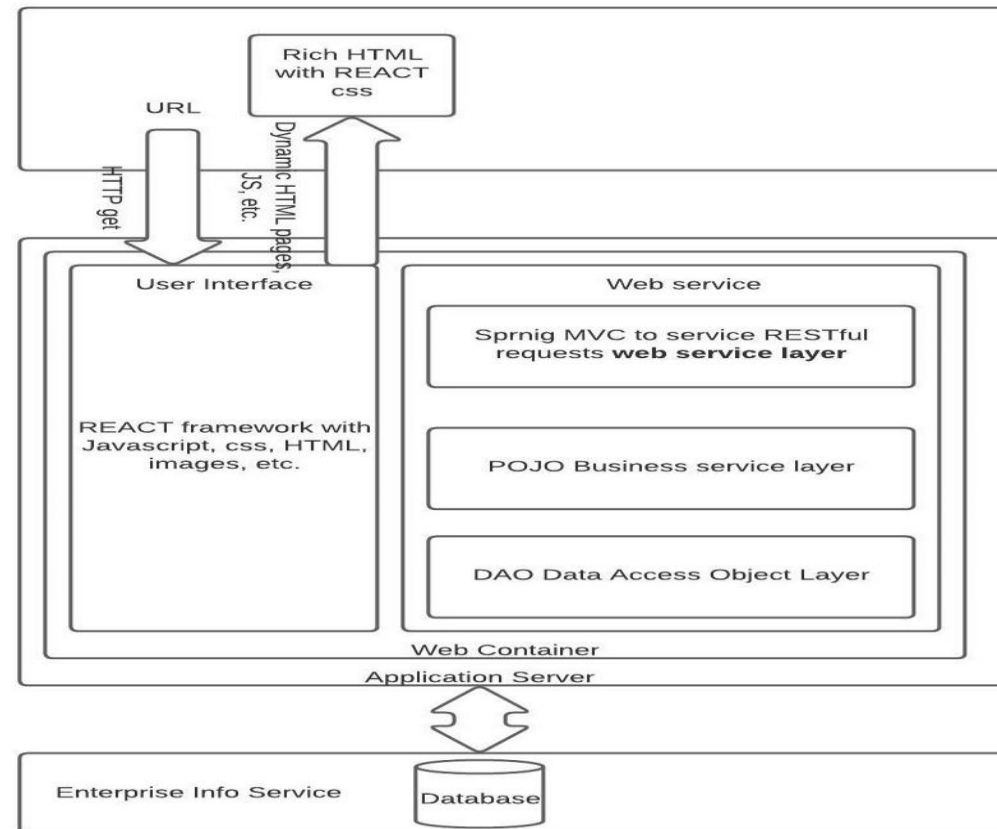 Rich HTML
with REACT
css
URL
HTTP get
Dynamic HTML pages,
JS, etc.
User Interface
REACT framework with
Javascript, css, HTML,
images, etc.
Web service
Sprnig MVC to service RESTful
requests web service layer
POJO Business service layer
DAO Data Access Object Layer
Web Container
Application Server
Enterprise Info Service
Database